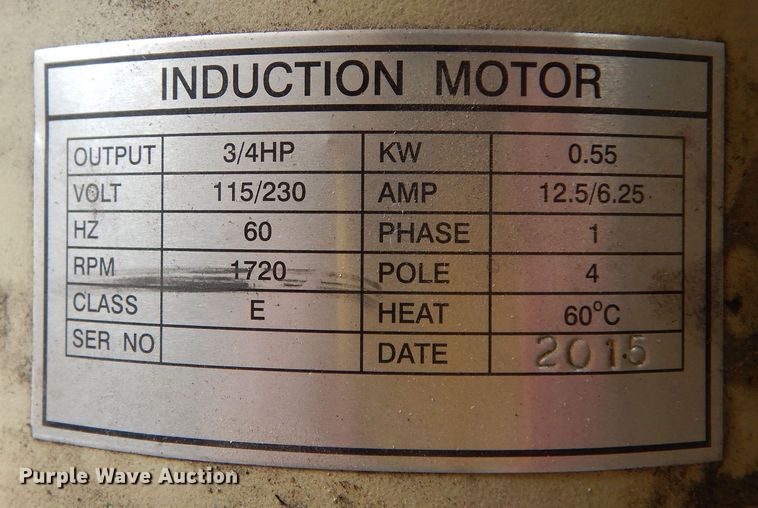 INDUCTION MOTOR
OUTPUT 3/4HP KW 0.55
VOLT 115/230 AMP 12.5/6.25
HZ 60 PHASE 1
RPM 1720 POLE 4
CLASS E HEAT 60°C
SER NO DATE 2015
Purple Wave Auction